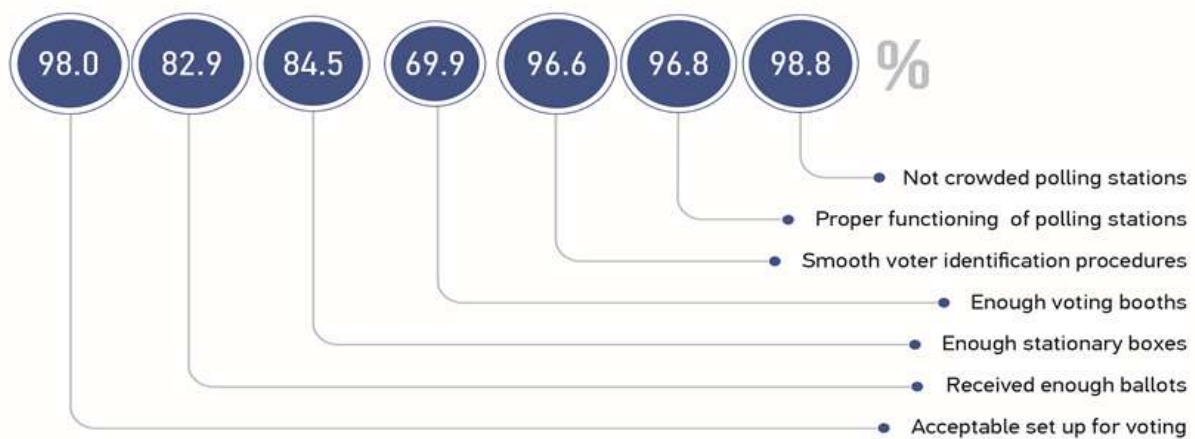 98.0 82.9 84.5 69.9 96.6 96.8 98.8 %
Not crowded polling stations
Proper functioning of polling stations
Smooth voter identification procedures
Enough voting booths
Enough stationary boxes
Received enough ballots
Acceptable set up for voting